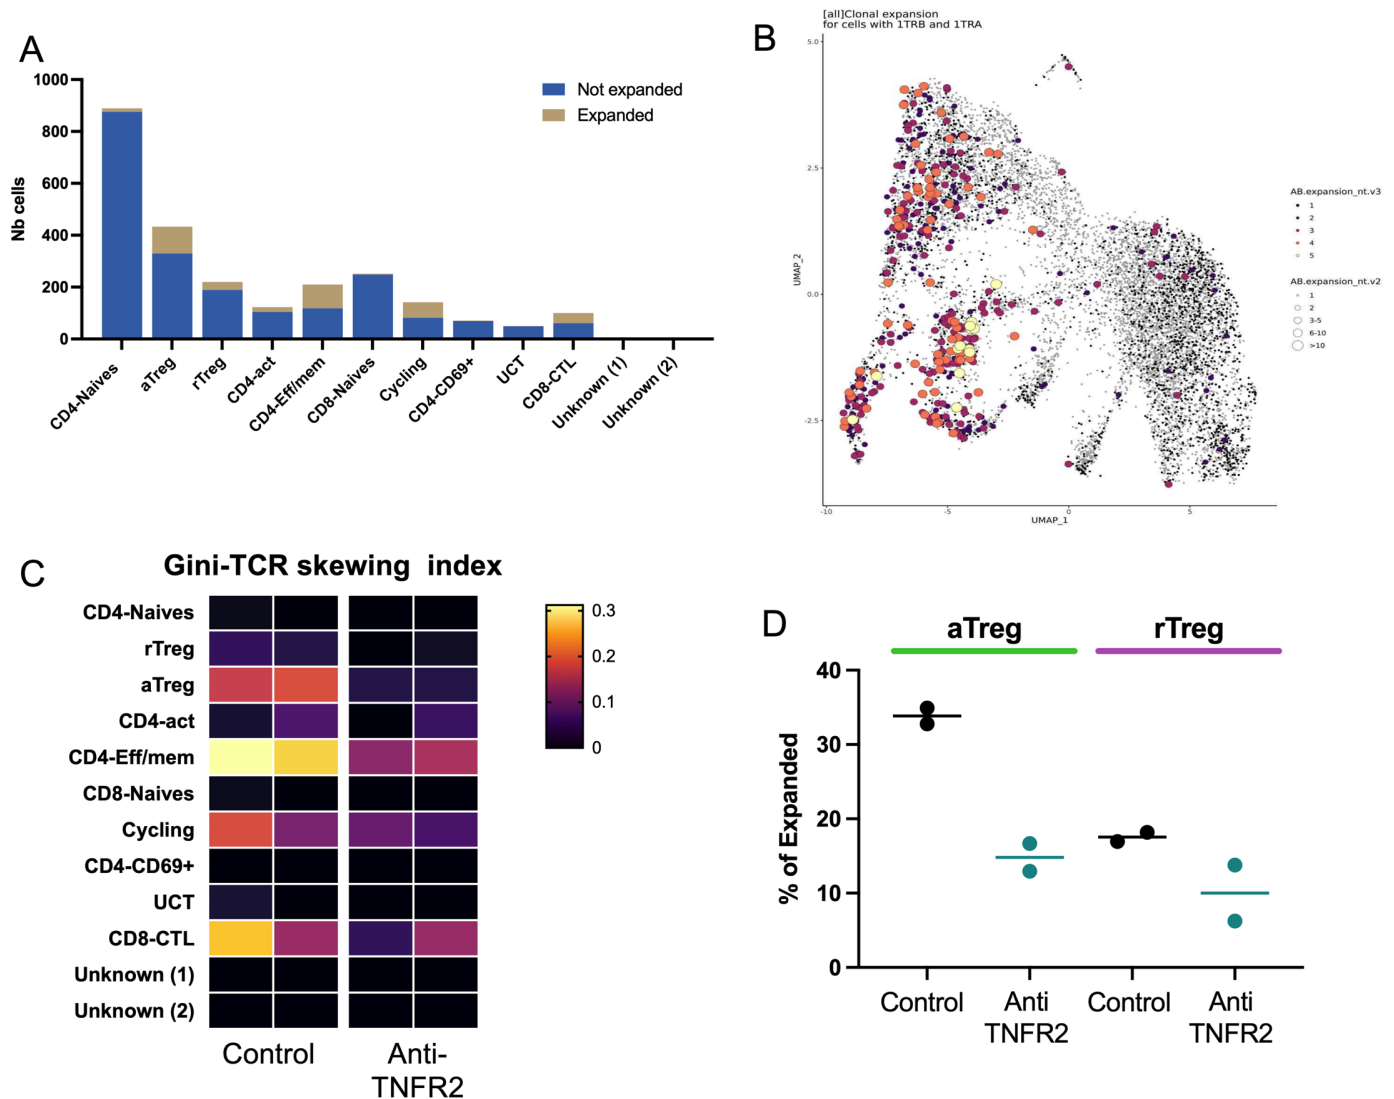 A
1000
800
600
400
200
0
Nb cells
Not expanded
Expanded
CD4-Naives
aTreg
rTreg
CD4-act
CD4-Eff/mem
CD8-Naives
Cycling
CD4-CD69+
UCT
CD8-CTL
Unknown (1)
Unknown (2)
B
[all]Clonal expansion
for cells with 1TRB and 1TRA
5.0
2.5
0.0
-2.5
UMAP_2
-10
-5
0
5
UMAP_1
AB.expansion_nt.v3
1
2
3
4
5
AB.expansion_nt.v2
1
2
3-5
6-10
>10
C
Gini-TCR skewing index
CD4-Naives
rTreg
aTreg
CD4-act
CD4-Eff/mem
CD8-Naives
Cycling
CD4-CD69+
UCT
CD8-CTL
Unknown (1)
Unknown (2)
Control
Anti-
TNFR2
0.3
0.2
0.1
0
D
aTreg
rTreg
40
30
20
10
0
% of Expanded
Control
Anti
TNFR2
Control
Anti
TNFR2